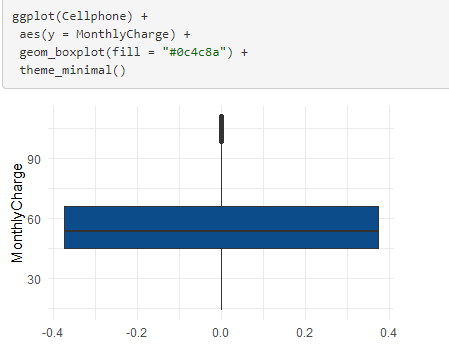 ggplot(Cellphone) +
 aes(y = MonthlyCharge) +
 geom_boxplot(fill = "#0c4c8a") +
 theme_minimal()
90
60
30
MonthlyCharge
-0.4
-0.2
0.0
0.2
0.4